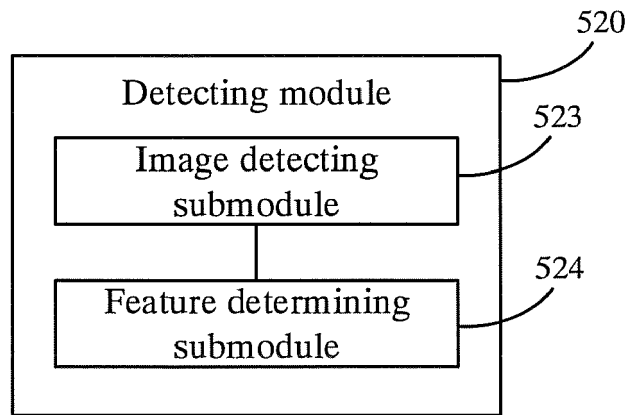 520
Detecting module
523
Image detecting
submodule
524
Feature determining
submodule